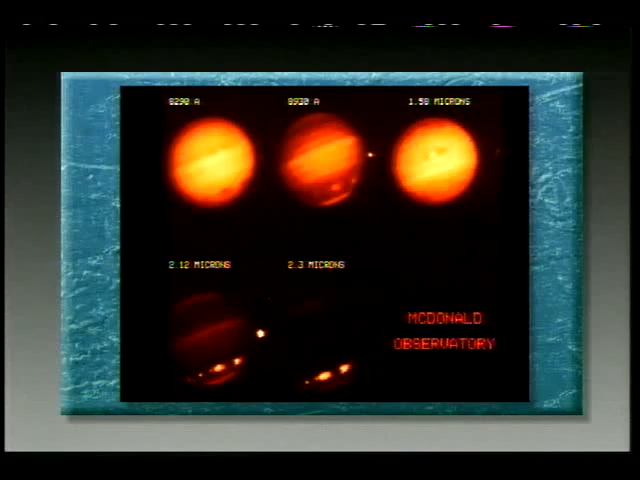 8290 A
8930 A
1.58 MICRONS
2.12 MICRONS
2.3 MICRONS
MCDONALD
OBSERVATORY